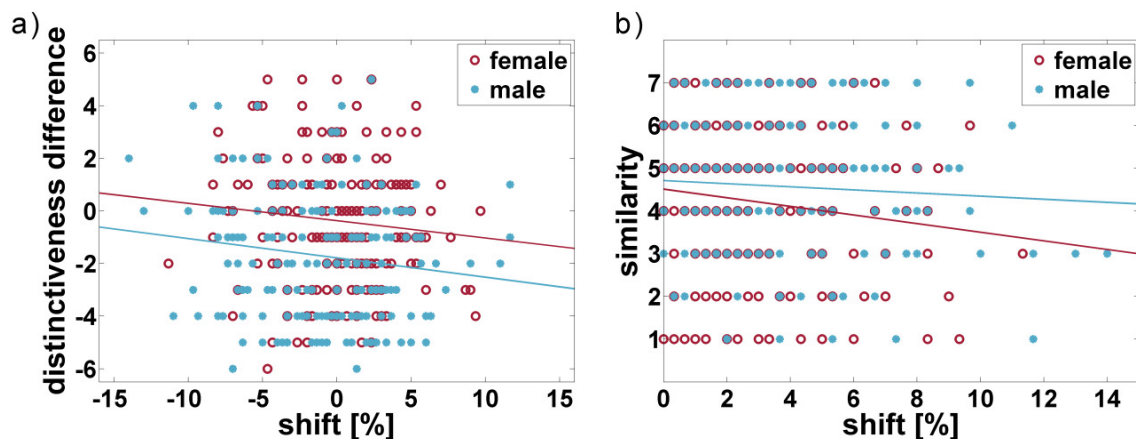 a)
distinctiveness difference
6
4
2
0
-2
-4
-6
-15 -10 -5 0 5 10 15
shift [%]
female
male
b)
similarity
7
6
5
4
3
2
1
0 2 4 6 8 10 12 14
shift [%]
female
male